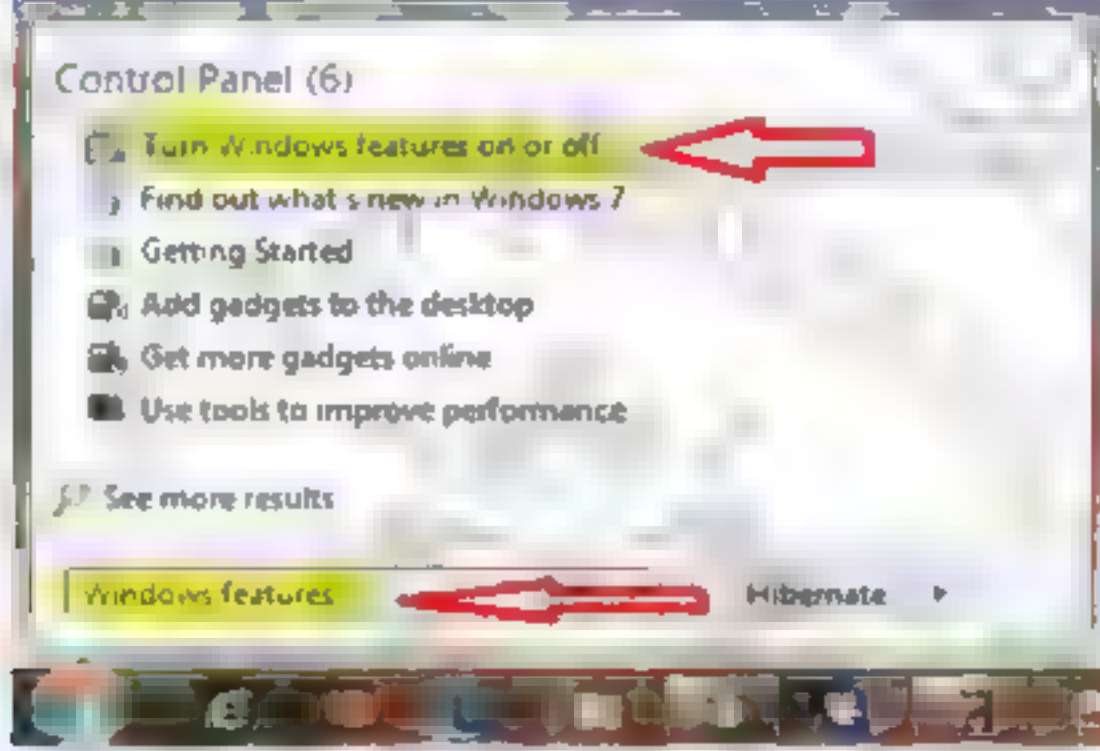 Control Panel (6)
Turn Windows features on or off
Find out what's new in Windows 7
Getting Started
Add gadgets to the desktop
Get more gadgets online
Use tools to improve performance
See more results
Windows features
Hibernate